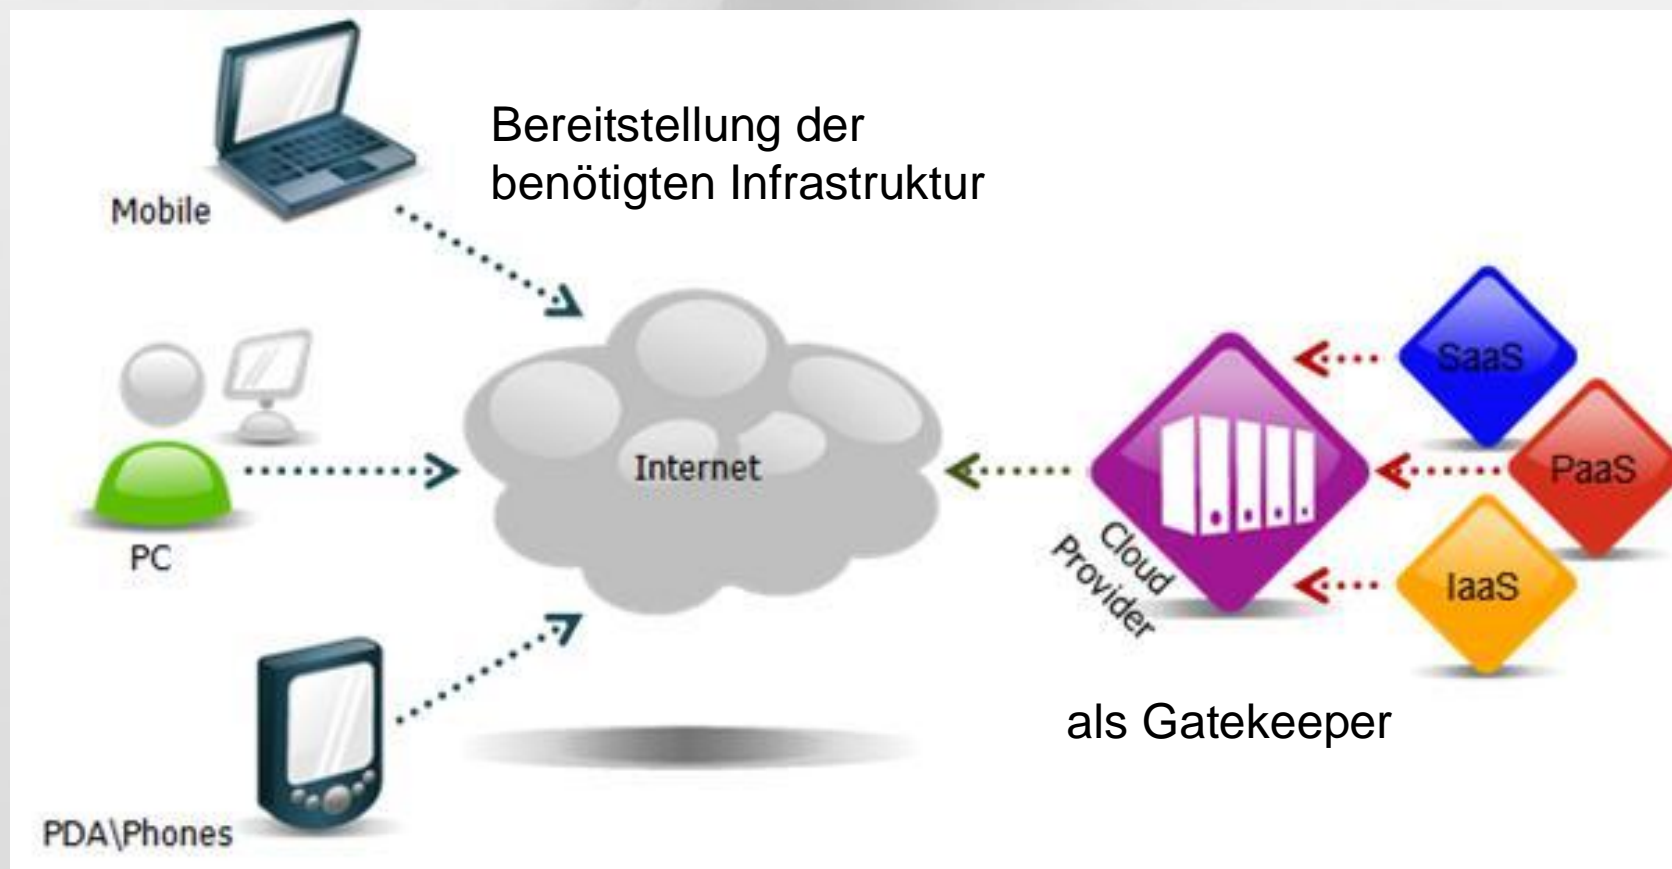 Bereitstellung der
benötigten Infrastruktur
Mobile
SaaS
Internet
PaaS
PC
Cloud
Provider
IaaS
als Gatekeeper
PDA\Phones